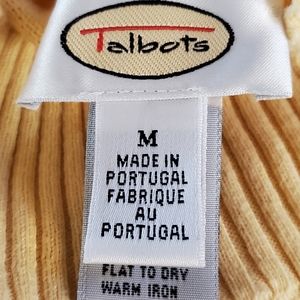 Talbots
M
MADE IN
PORTUGAL
FABRIQUE
AU
PORTUGAL
FLAT TO DRY
WARM IRON